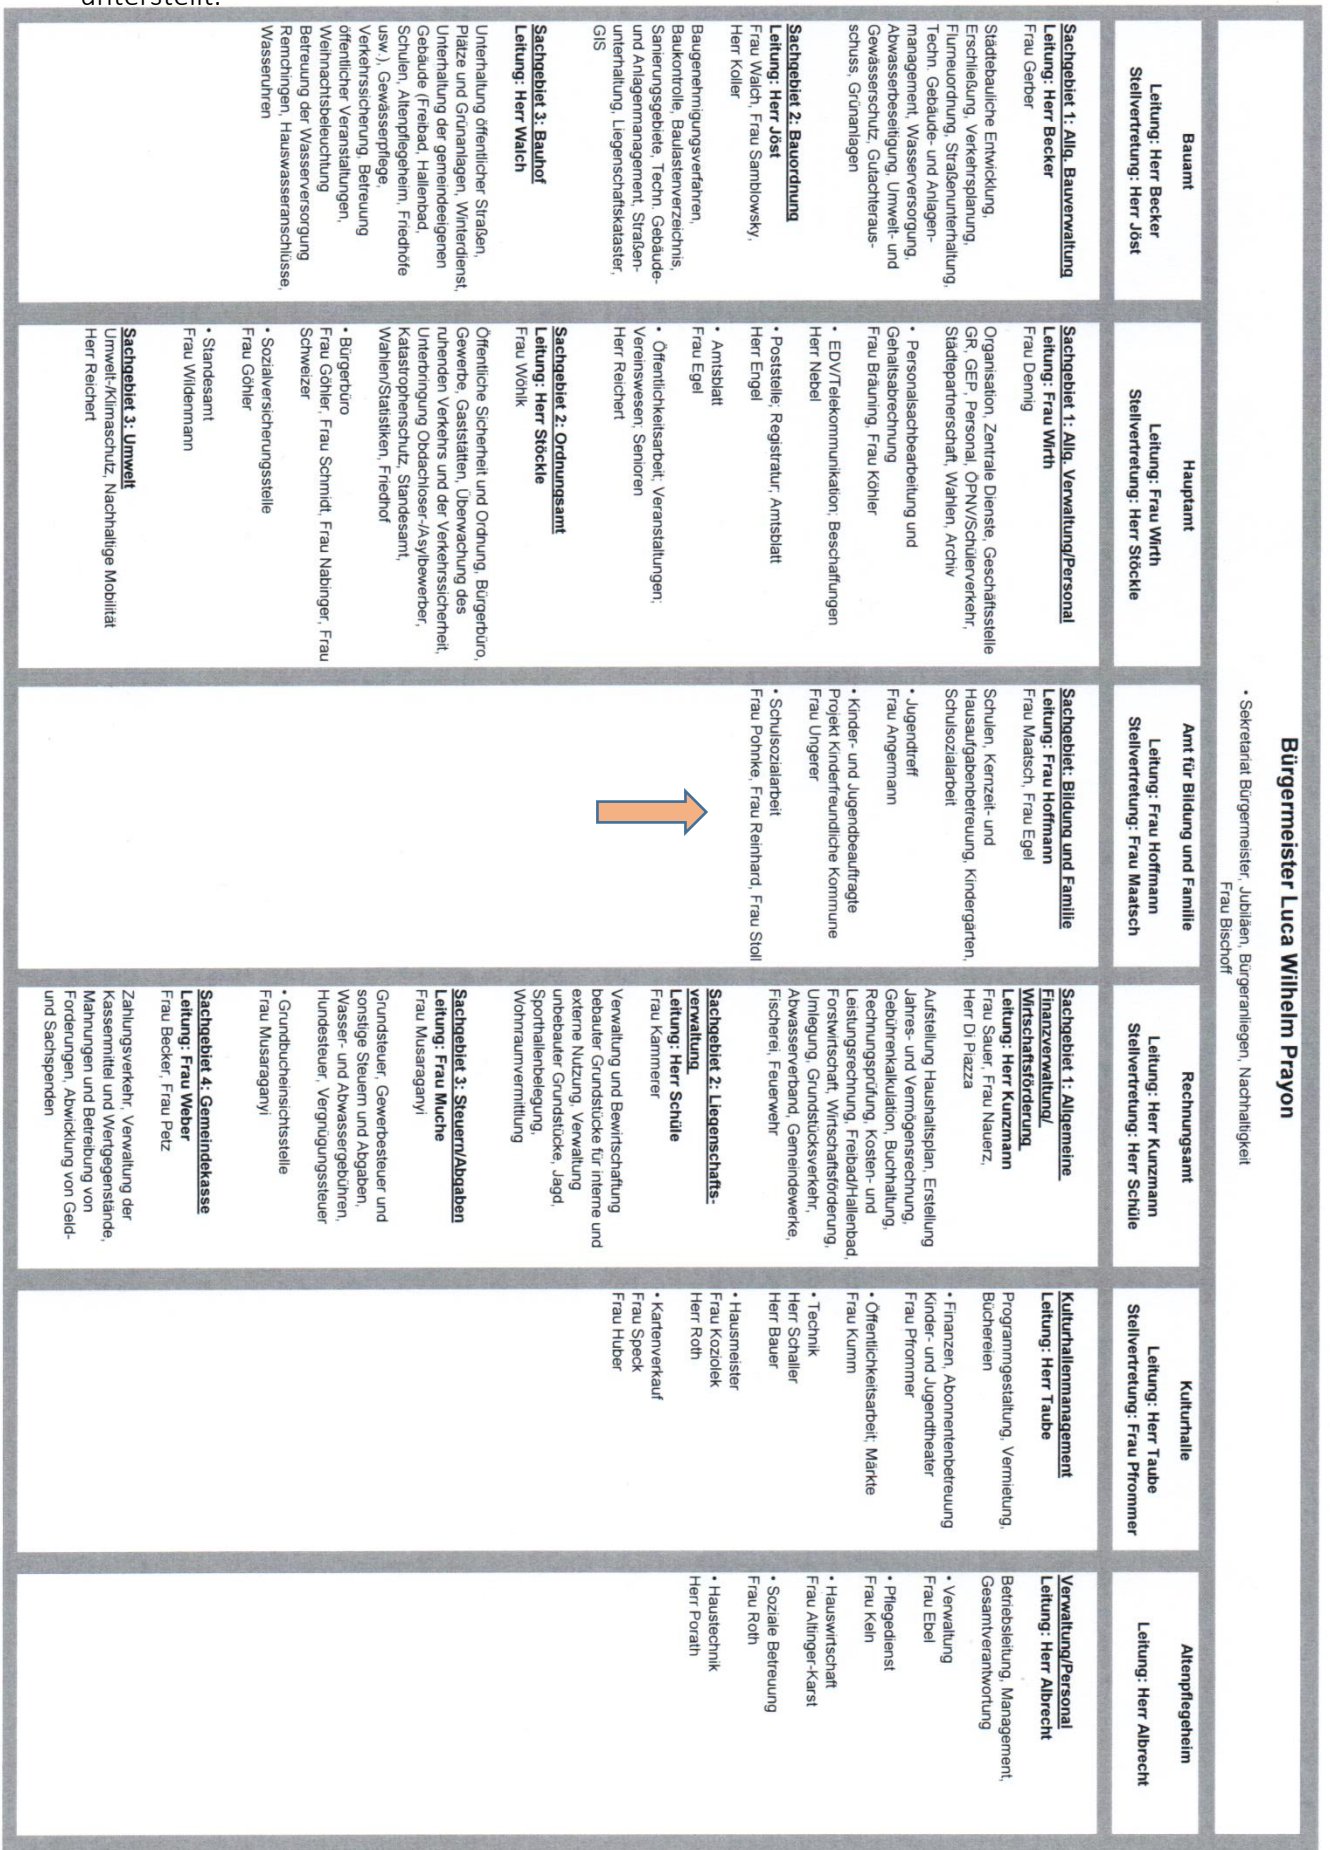 unterstellt.
Bürgermeister Luca Wilhelm Prayon
• Sekretariat Bürgermeister, Jubiläen, Bürgeranliegen, Nachhaltigkeit
Frau Bischoff
Bauamt
Leitung: Herr Becker
Stellvertretung: Herr Jöst
Sachgebiet 1: Allg. Bauverwaltung
Leitung: Herr Becker
Frau Gerber
Städtebauliche Entwicklung,
Erschließung, Verkehrsplanung,
Flurneuordnung, Straßenunterhaltung,
Techn. Gebäude- und Anlagen-
management, Wasserversorgung,
Abwasserbeseitigung, Umwelt- und
Gewässerschutz, Gutachteraus-
schuss, Grünanlagen
Sachgebiet 2: Bauordnung
Leitung: Herr Jöst
Frau Walch, Frau Samblowsky,
Herr Koller
Baugenehmigungsverfahren,
Baukontrolle, Baulastenverzeichnis,
Sanierungsgebiete, Techn. Gebäude-
und Anlagenmanagement, Straßen-
unterhaltung, Liegenschaftskataster,
GIS
Sachgebiet 3: Bauhof
Leitung: Herr Walch
Unterhaltung öffentlicher Straßen,
Plätze und Grünanlagen, Winterdienst,
Unterhaltung der gemeindeeigenen
Gebäude (Freibad, Hallenbad,
Schulen, Altenpflegeheim, Friedhöfe
usw.), Gewässerpflege,
Verkehrssicherung, Betreuung
öffentlicher Veranstaltungen,
Weihnachtsbeleuchtung
Betreuung der Wasserversorgung
Remchingen, Hauswasseranschlüsse,
Wasseruhren
Hauptamt
Leitung: Frau Wirth
Stellvertretung: Herr Stöckle
Sachgebiet 1: Allg. Verwaltung/Personal
Leitung: Frau Wirth
Frau Dennig
Organisation, Zentrale Dienste, Geschäftsstelle
GR, GEP, Personal, ÖPNV/Schülerverkehr,
Städtepartnerschaft, Wahlen, Archiv
• Personalsachbearbeitung und
Gehaltsabrechnung
Frau Bräuning, Frau Köhler
• EDV/Telekommunikation; Beschaffungen
Herr Nebel
• Poststelle; Registratur; Amtsblatt
Herr Engel
• Amtsblatt
Frau Egel
• Öffentlichkeitsarbeit; Veranstaltungen;
Vereinswesen; Senioren
Herr Reichert
Sachgebiet 2: Ordnungsamt
Leitung: Herr Stöckle
Frau Wöhlk
Öffentliche Sicherheit und Ordnung, Bürgerbüro,
Gewerbe, Gaststätten, Überwachung des
ruhenden Verkehrs und der Verkehrssicherheit,
Unterbringung Obdachloser-/Asylbewerber,
Katastrophenschutz, Standesamt,
Wahlen/Statistiken, Friedhof
• Bürgerbüro
Frau Göhler, Frau Schmidt, Frau Nabinger, Frau
Schweizer
• Sozialversicherungsstelle
Frau Göhler
• Standesamt
Frau Wildenmann
Sachgebiet 3: Umwelt
Umwelt-/Klimaschutz, Nachhaltige Mobilität
Herr Reichert
Amt für Bildung und Familie
Leitung: Frau Hoffmann
Stellvertretung: Frau Maatsch
Sachgebiet: Bildung und Familie
Leitung: Frau Hoffmann
Frau Maatsch, Frau Egel
Schulen, Kernzeit- und
Hausaufgabenbetreuung, Kindergärten,
Schulsozialarbeit
• Jugendtreff
Frau Angermann
• Kinder- und Jugendbeauftragte
Projekt Kinderfreundliche Kommune
Frau Ungerer
• Schulsozialarbeit
Frau Pohnke, Frau Reinhard, Frau Stoll
Rechnungsamt
Leitung: Herr Kunzmann
Stellvertretung: Herr Schüle
Sachgebiet 1: Allgemeine
Finanzverwaltung/
Wirtschaftsförderung
Leitung: Herr Kunzmann
Frau Sauer, Frau Nauerz,
Herr Di Piazza
Aufstellung Haushaltsplan, Erstellung
Jahres- und Vermögensrechnung,
Gebührenkalkulation, Buchhaltung,
Rechnungsprüfung, Kosten- und
Leistungsrechnung, Freibad/Hallenbad,
Forstwirtschaft, Wirtschaftsförderung,
Umlegung, Grundstücksverkehr,
Abwasserverband, Gemeindewerke,
Fischerei, Feuerwehr
Sachgebiet 2: Liegenschafts-
verwaltung
Leitung: Herr Schüle
Frau Kammerer
Verwaltung und Bewirtschaftung
bebauter Grundstücke für interne und
externe Nutzung, Verwaltung
unbebauter Grundstücke, Jagd,
Sporthallenbelegung,
Wohnraumvermittlung
Sachgebiet 3: Steuern/Abgaben
Leitung: Frau Muche
Frau Musaraganyi
Grundsteuer, Gewerbesteuer und
sonstige Steuern und Abgaben,
Wasser- und Abwassergebühren,
Hundesteuer, Vergnügungssteuer
• Grundbucheinsichtsstelle
Frau Musaraganyi
Sachgebiet 4: Gemeindekasse
Leitung: Frau Weber
Frau Becker, Frau Petz
Zahlungsverkehr, Verwaltung der
Kassenmittel und Wertgegenstände,
Mahnungen und Betreibung von
Forderungen, Abwicklung von Geld-
und Sachspenden
Kulturhalle
Leitung: Herr Taube
Stellvertretung: Frau Pfrommer
Kulturhallenmanagement
Leitung: Herr Taube
Programmgestaltung, Vermietung,
Büchereien
• Finanzen, Abonnentenbetreuung
Kinder- und Jugendtheater
Frau Pfrommer
• Öffentlichkeitsarbeit; Märkte
Frau Kumm
• Technik
Herr Schaller
Herr Bauer
• Hausmeister
Frau Koziolek
Herr Roth
• Kartenverkauf
Frau Speck
Frau Huber
Altenpflegeheim
Leitung: Herr Albrecht
Verwaltung/Personal
Leitung: Herr Albrecht
Betriebsleitung, Management,
Gesamtverantwortung
• Verwaltung
Frau Ebel
• Pflegedienst
Frau Keln
• Hauswirtschaft
Frau Altinger-Karst
• Soziale Betreuung
Frau Roth
• Haustechnik
Herr Porath